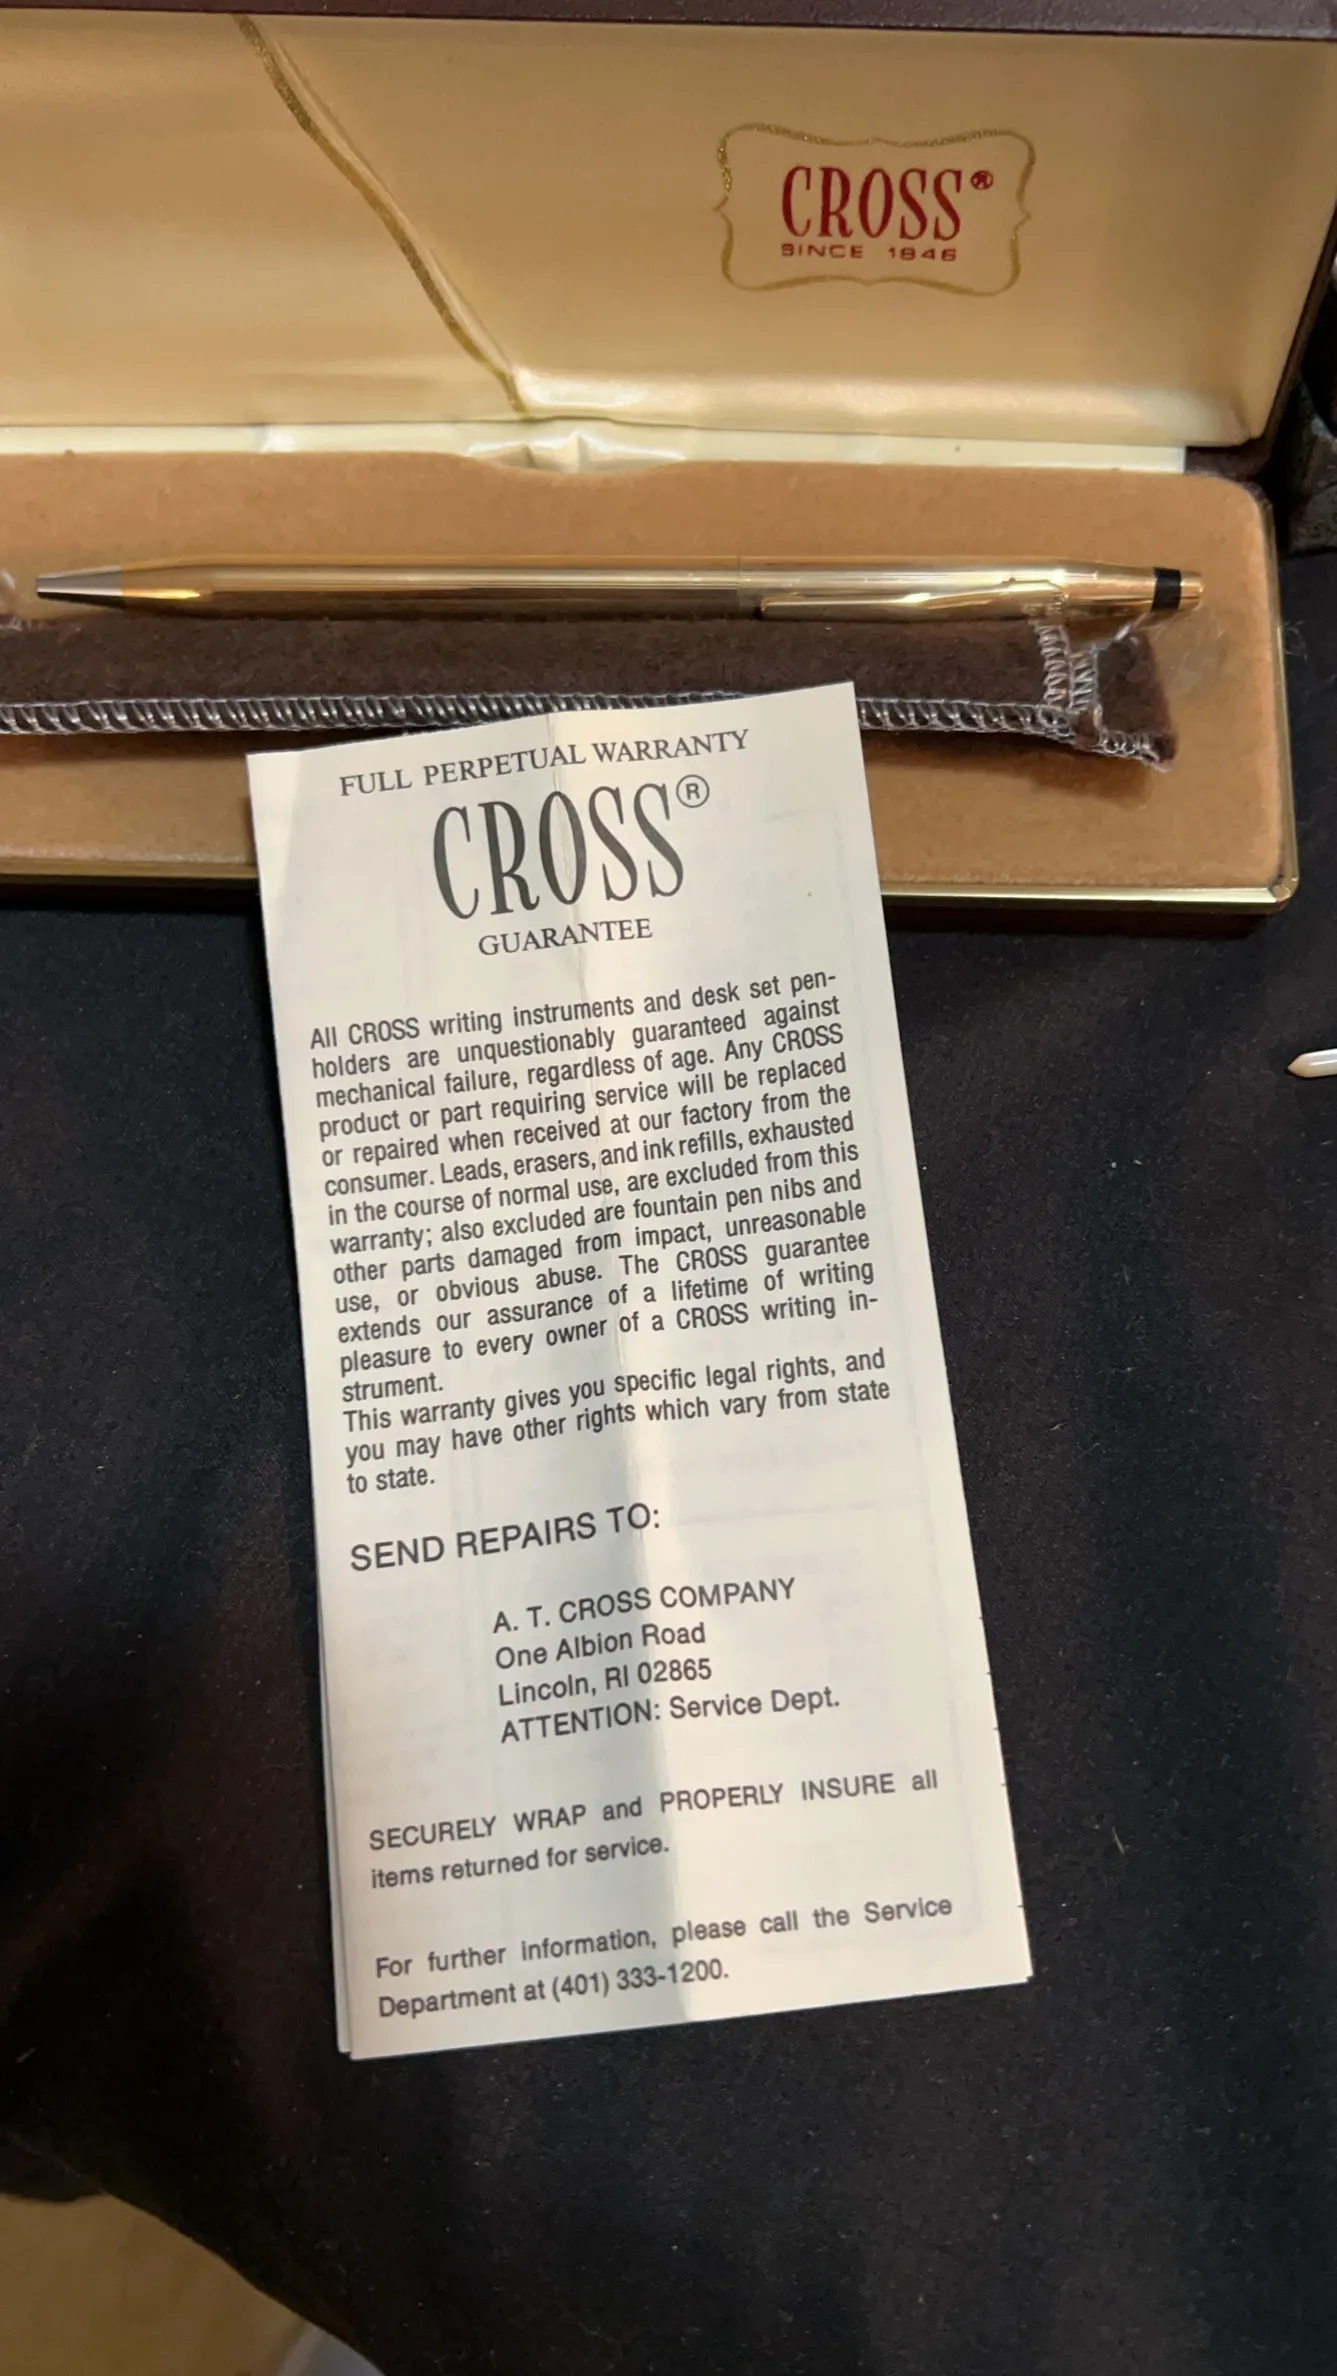 CROSS®
SINCE 1846
FULL PERPETUAL WARRANTY
CROSS®
GUARANTEE
All CROSS writing instruments and desk set pen-
holders are unquestionably guaranteed against
mechanical failure, regardless of age. Any CROSS
product or part requiring service will be replaced
or repaired when received at our factory from the
consumer. Leads, erasers, and ink refills, exhausted
in the course of normal use, are excluded from this
warranty; also excluded are fountain pen nibs and
other parts damaged from impact, unreasonable
use, or obvious abuse. The CROSS guarantee
extends our assurance of a lifetime of writing
pleasure to every owner of a CROSS writing in-
strument.
This warranty gives you specific legal rights, and
you may have other rights which vary from state
to state.
SEND REPAIRS TO:
A. T. CROSS COMPANY
One Albion Road
Lincoln, RI 02865
ATTENTION: Service Dept.
SECURELY WRAP and PROPERLY INSURE all
items returned for service.
For further information, please call the Service
Department at (401) 333-1200.